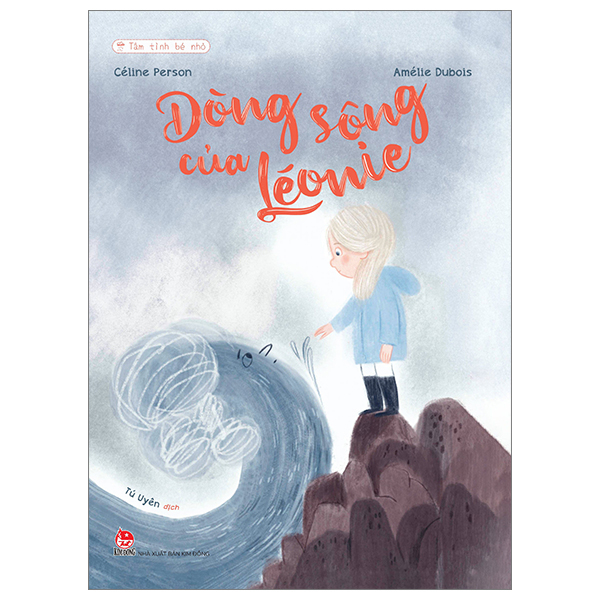 Tâm tình bé nhỏ
Céline Person
Amélie Dubois
Dòng sông
của Léonie
Tú Uyên dịch
KIM ĐỒNG
NHÀ XUẤT BẢN KIM ĐỒNG